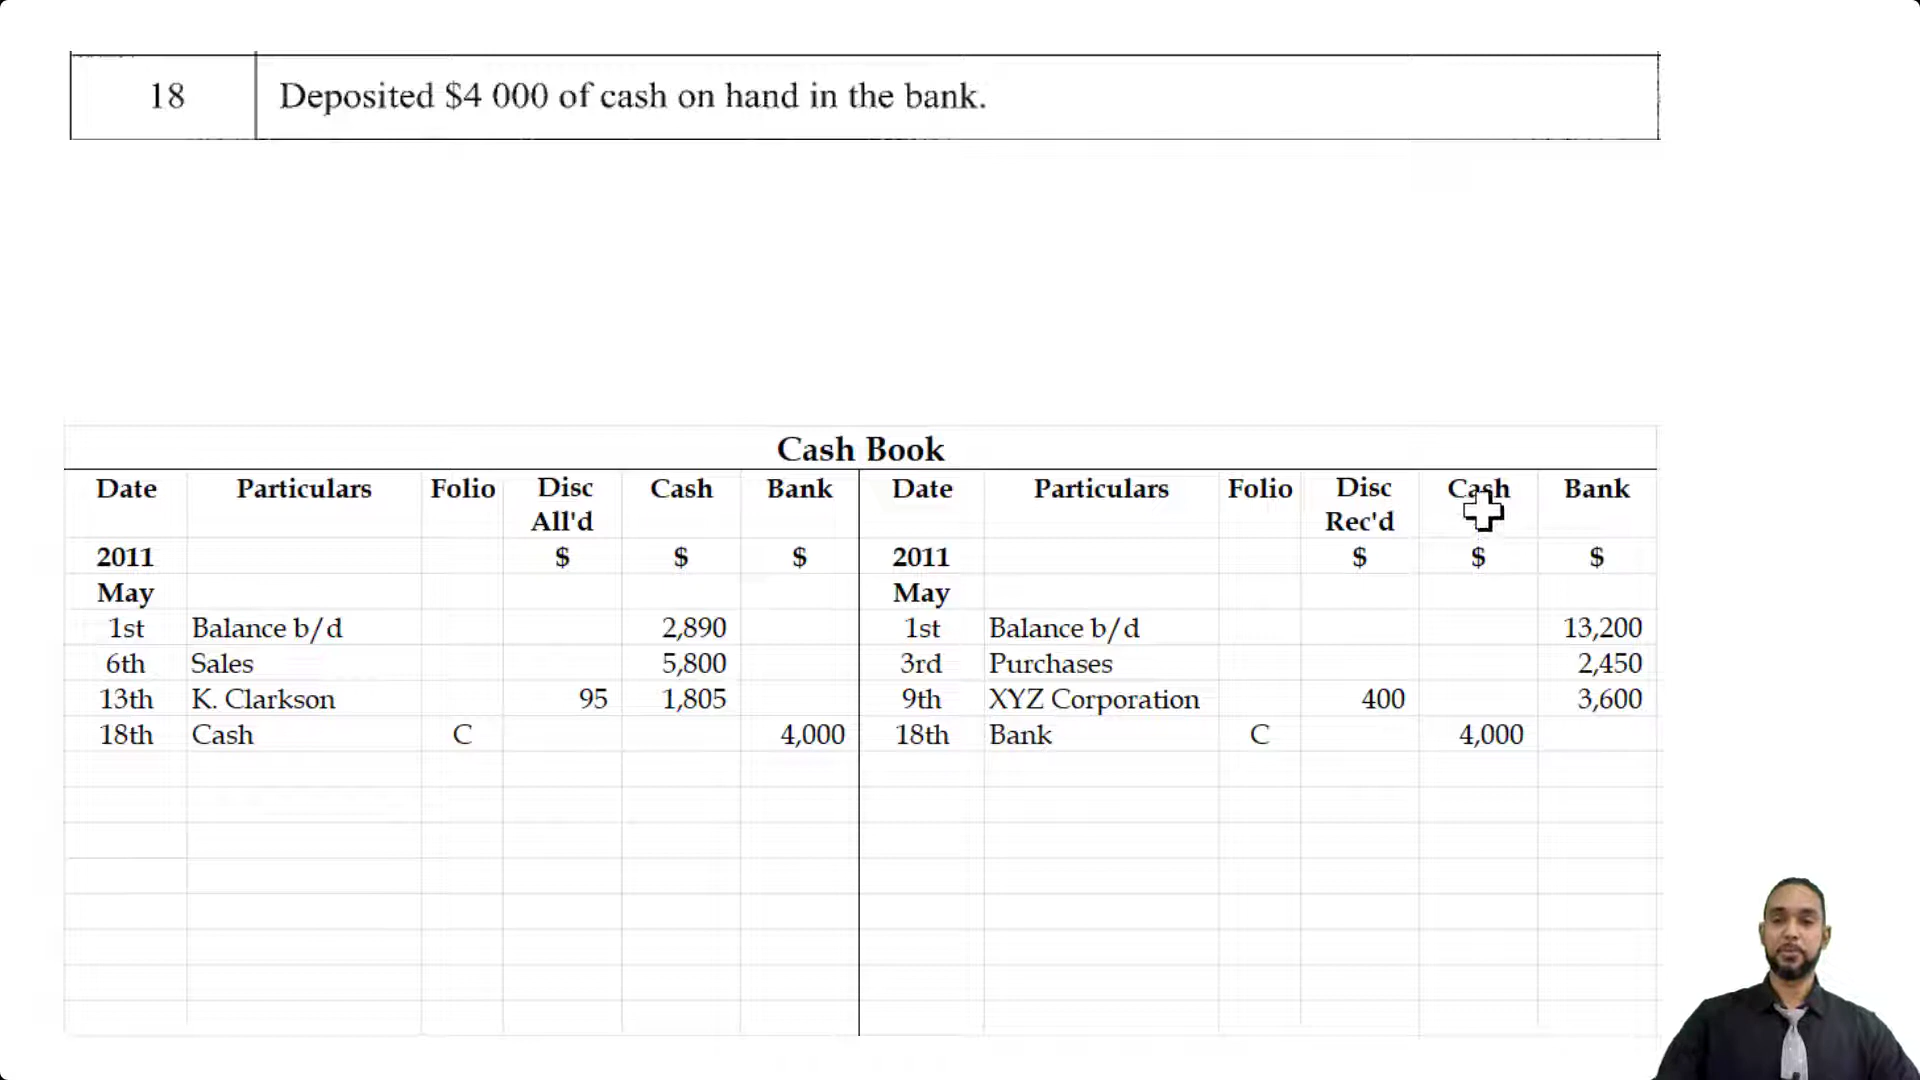 18 Deposited $4 000 of cash on hand in the bank.
Cash Book
Date Particulars Folio Disc All'd Cash Bank Date Particulars Folio Disc Rec'd Cash Bank
2011 $ $ $ 2011 $ $ $
May May
1st Balance b/d 2,890 1st Balance b/d 13,200
6th Sales 5,800 3rd Purchases 2,450
13th K. Clarkson 95 1,805 9th XYZ Corporation 400 3,600
18th Cash C 4,000 18th Bank C 4,000